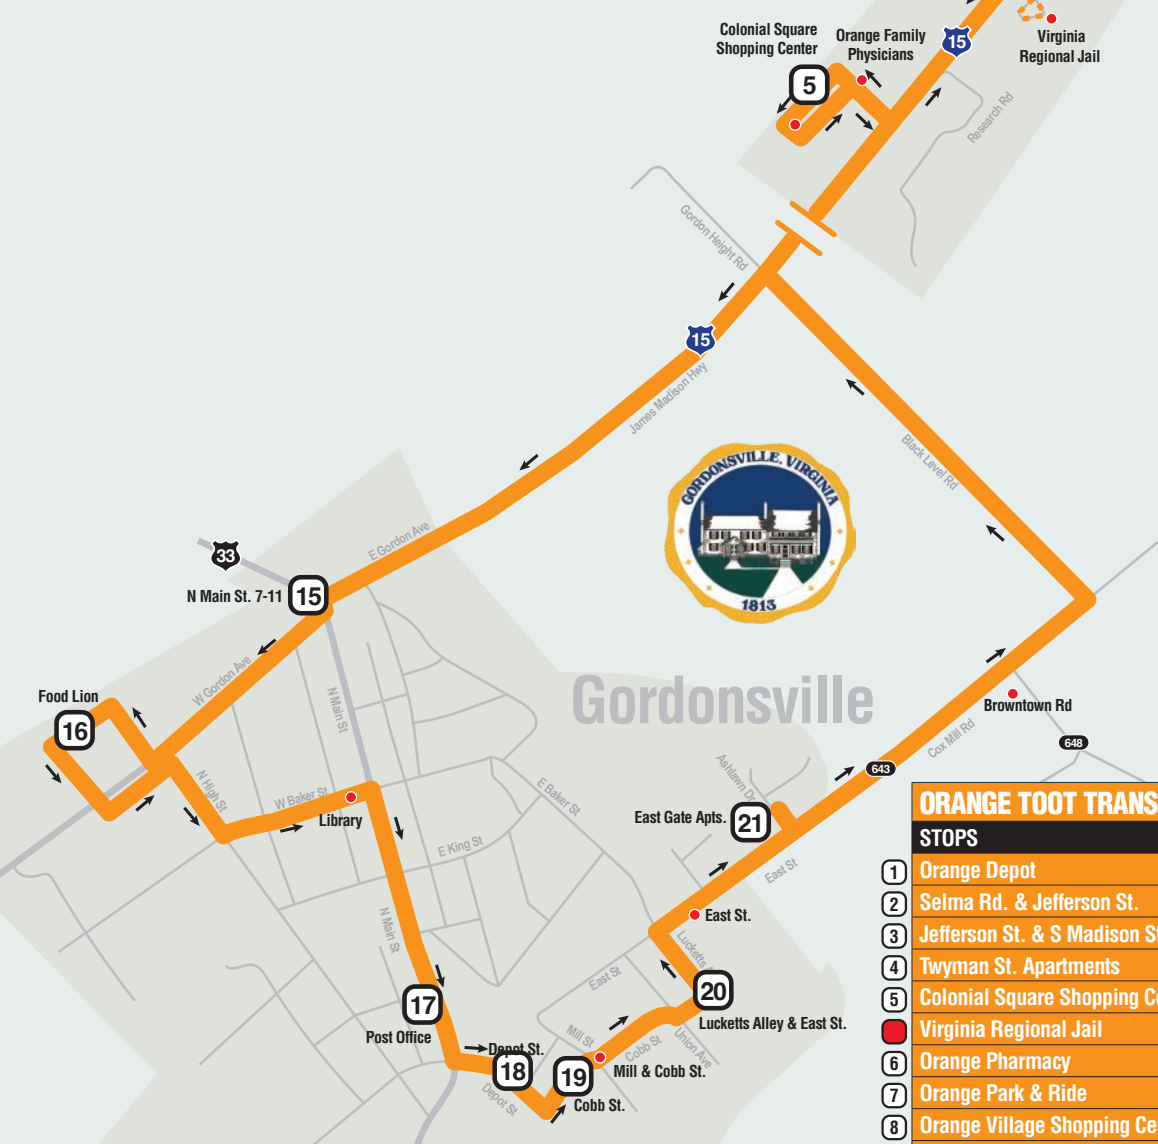 Colonial Square
Shopping Center
Orange Family
Physicians
15
Virginia
Regional Jail
5
Research Rd
Gordon Height Rd
15
James Madison Hwy
Black Level Rd
GORDONSVILLE, VIRGINIA
1813
E Gordon Ave
33
N Main St. 7-11
15
W Gordon Ave
N Main St
Food Lion
16
Gordonsville
Browntown Rd
648
Cox Mill Rd
643
N High St
W Baker St
Library
E Baker St
Ashlawn Dr
East Gate Apts.
21
E King St
East St
East St.
N Main St
Lucketts
East St
20
Lucketts Alley & East St.
17
Post Office
Depot St.
18
Mill St
Cobb St
Union Ave
19
Mill & Cobb St.
Depot St
Cobb St.
ORANGE TOOT TRANS
STOPS
1 Orange Depot
2 Selma Rd. & Jefferson St.
3 Jefferson St. & S Madison S
4 Twyman St. Apartments
5 Colonial Square Shopping C
Virginia Regional Jail
6 Orange Pharmacy
7 Orange Park & Ride
8 Orange Village Shopping Ce